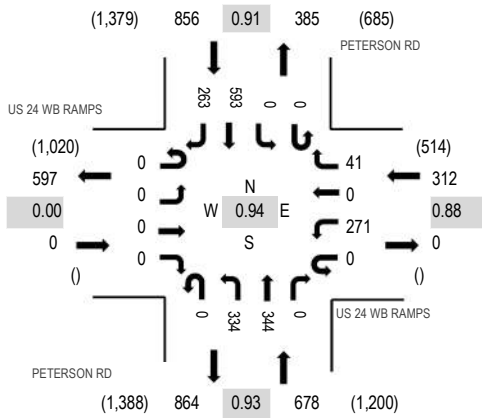 (1,379) 856 0.91 385 (685)
PETERSON RD
263 593 0 0
US 24 WB RAMPS
(1,020) 0 41 (514)
597 0 N 0 312
0.00 W 0.94 E 0.88
0 0 S 271 0
() 0 0 ()
0 334 344 0
US 24 WB RAMPS
PETERSON RD
(1,388) 864 0.93 678 (1,200)